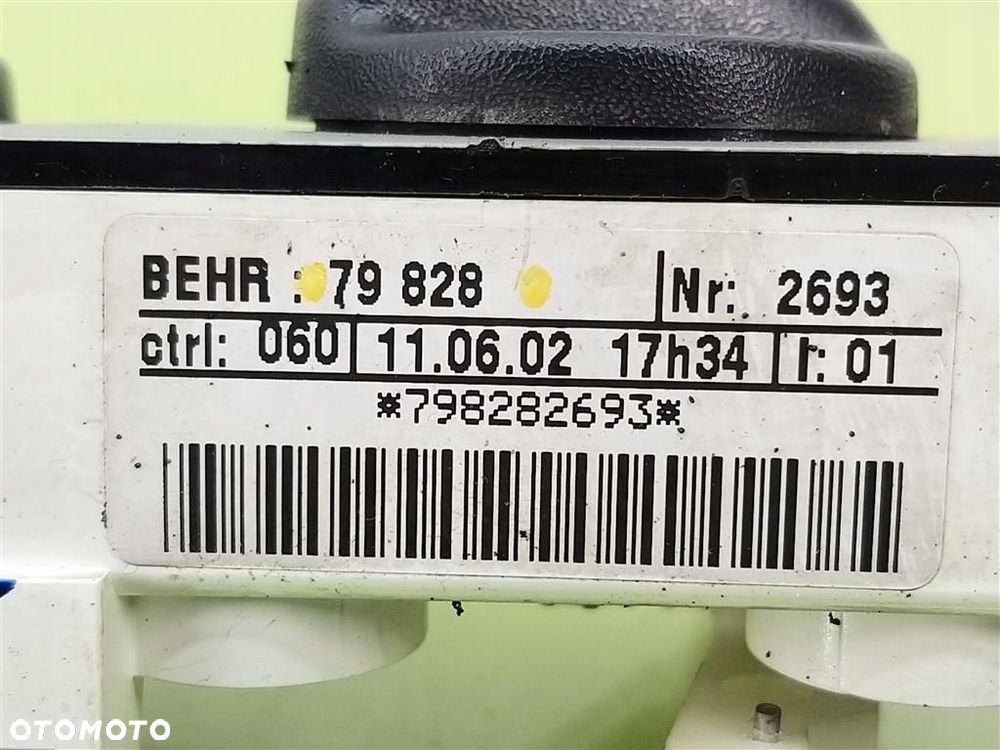 BEHR : 79 828 Nr: 2693
ctrl: 060 11.06.02 17h34 I: 01
*798282693*
OTOMOTO